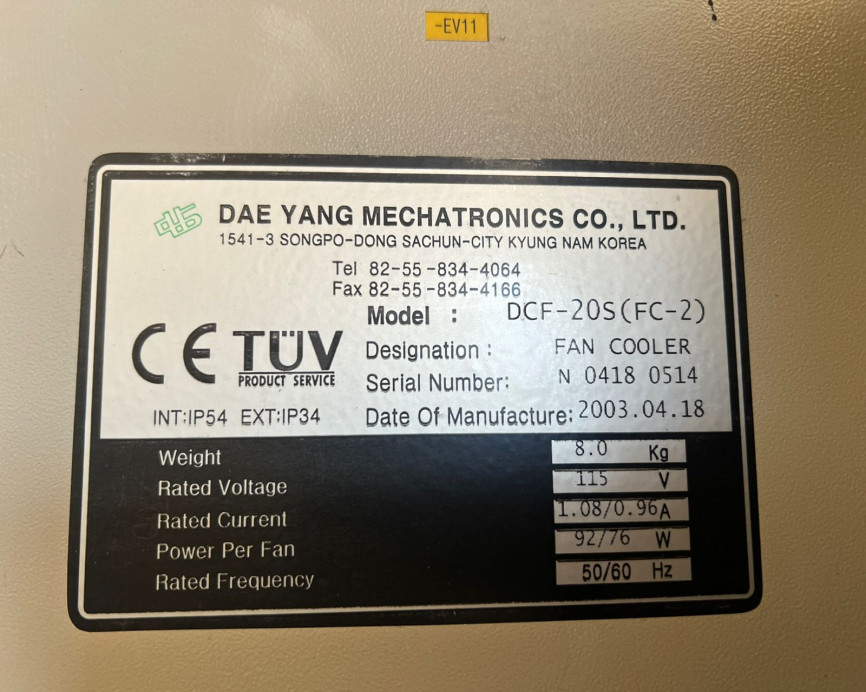 -EV11
DAE YANG MECHATRONICS CO., LTD.
1541-3 SONGPO-DONG SACHUN-CITY KYUNG NAM KOREA
Tel 82-55-834-4064
Fax 82-55-834-4166
Model : DCF-20S(FC-2)
CE TÜV PRODUCT SERVICE
Designation : FAN COOLER
Serial Number: N 0418 0514
INT:IP54 EXT:IP34
Date Of Manufacture: 2003.04.18
Weight 8.0 Kg
Rated Voltage 115 V
Rated Current 1.08/0.96A
Power Per Fan 92/76 W
Rated Frequency 50/60 Hz